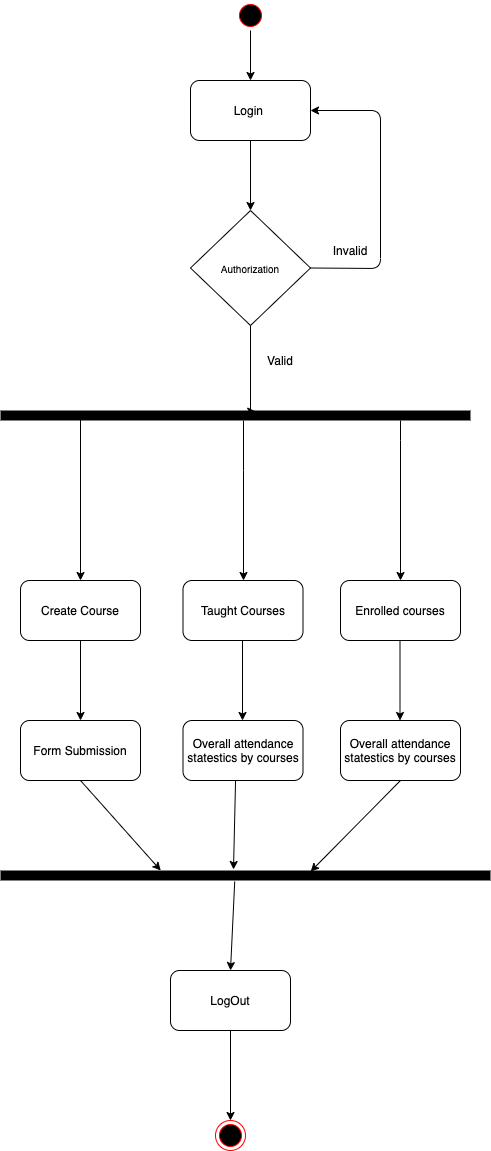 Login
Invalid
Authorization
Valid
Create Course
Taught Courses
Enrolled courses
Form Submission
Overall attendance
statestics by courses
Overall attendance
statestics by courses
LogOut